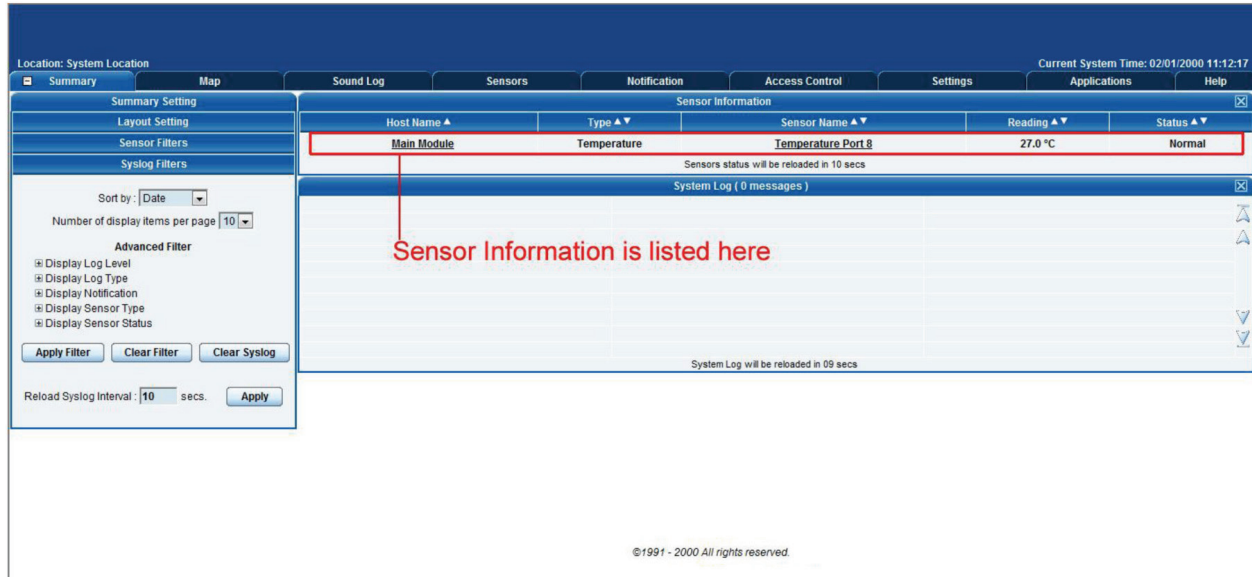 Location: System Location
Current System Time: 02/01/2000 11:12:17
Summary Map Sound Log Sensors Notification Access Control Settings Applications Help
Summary Setting
Layout Setting
Sensor Filters
Syslog Filters
Sort by : Date
Number of display items per page 10
Advanced Filter
Display Log Level
Display Log Type
Display Notification
Display Sensor Type
Display Sensor Status
Apply Filter Clear Filter Clear Syslog
Reload Syslog Interval : 10 secs. Apply
Sensor Information
Host Name ▲ Type ▲▼ Sensor Name ▲▼ Reading ▲▼ Status ▲▼
Main Module Temperature Temperature Port 8 27.0 °C Normal
Sensors status will be reloaded in 10 secs
System Log ( 0 messages )
Sensor Information is listed here
System Log will be reloaded in 09 secs
©1991 - 2000 All rights reserved.